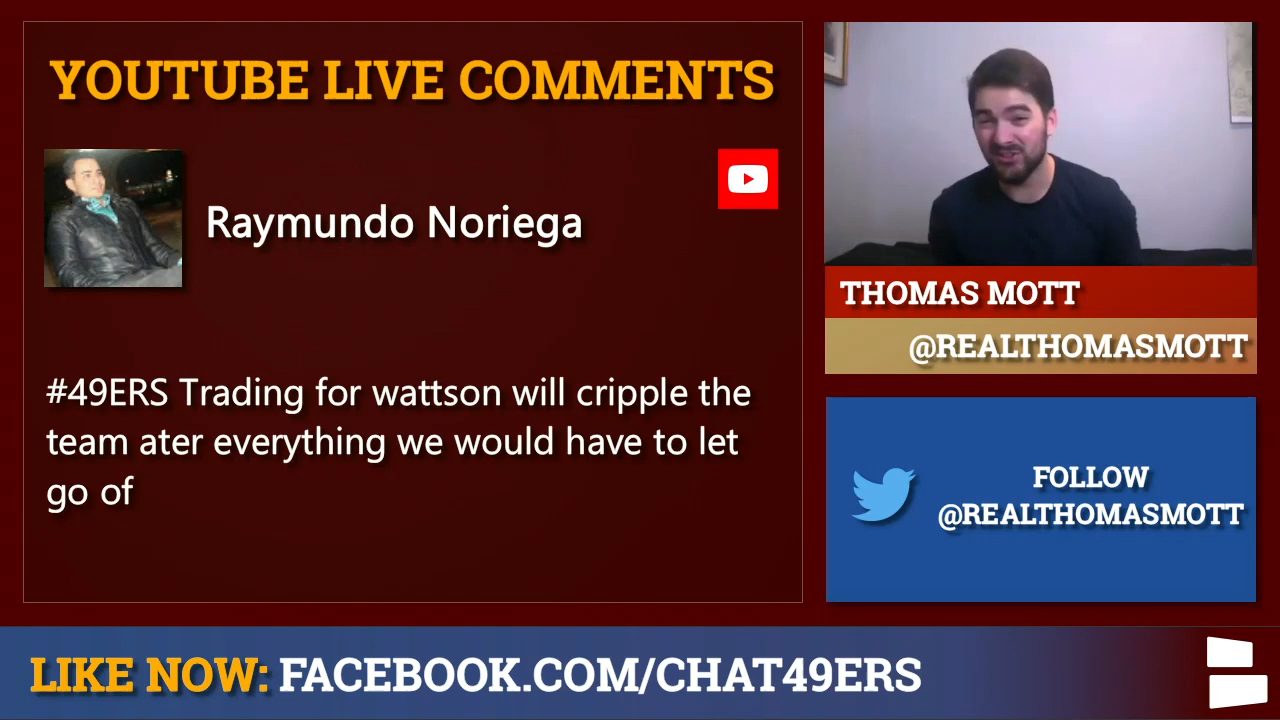 YOUTUBE LIVE COMMENTS
Raymundo Noriega
#49ERS Trading for wattson will cripple the
team ater everything we would have to let
go of
THOMAS MOTT
@REALTHOMASMOTT
FOLLOW
@REALTHOMASMOTT
LIKE NOW: FACEBOOK.COM/CHAT49ERS